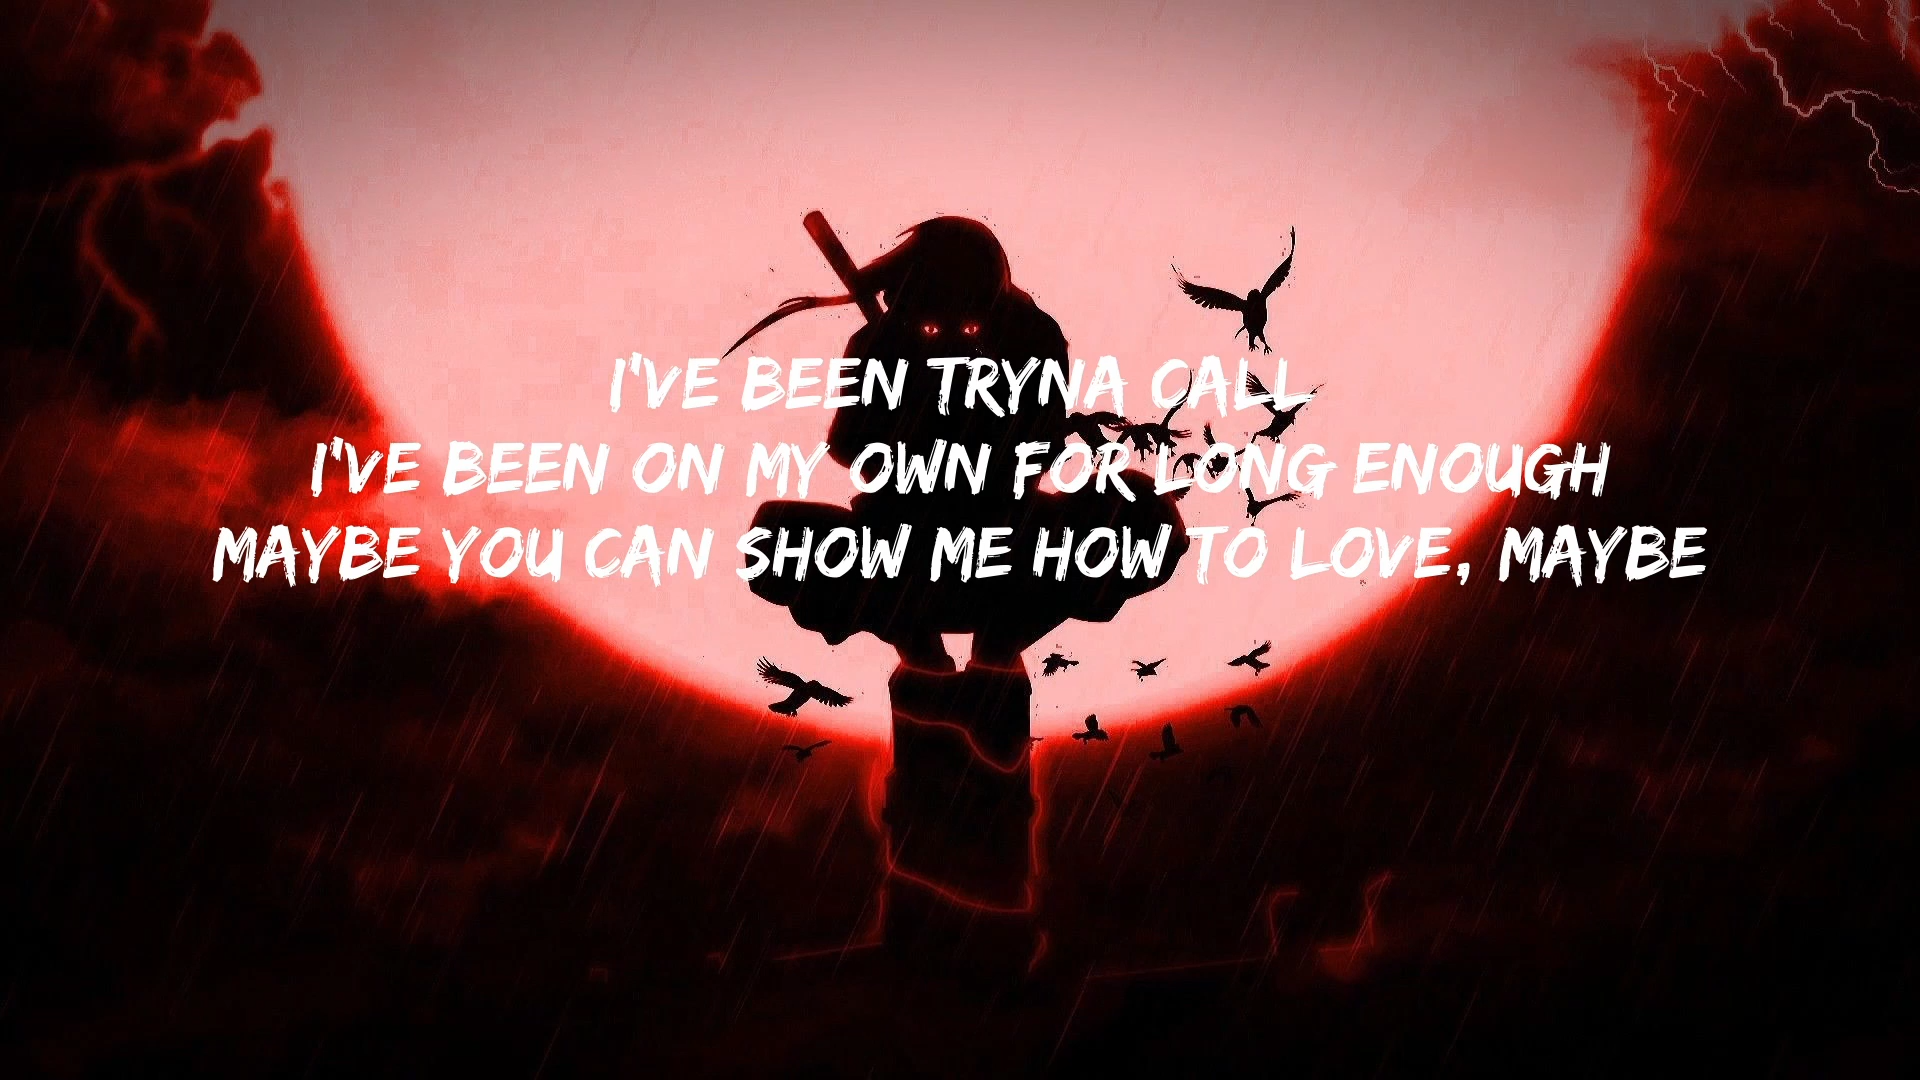 I'VE BEEN TRYNA CALL
I'VE BEEN ON MY OWN FOR LONG ENOUGH
MAYBE YOU CAN SHOW ME HOW TO LOVE, MAYBE